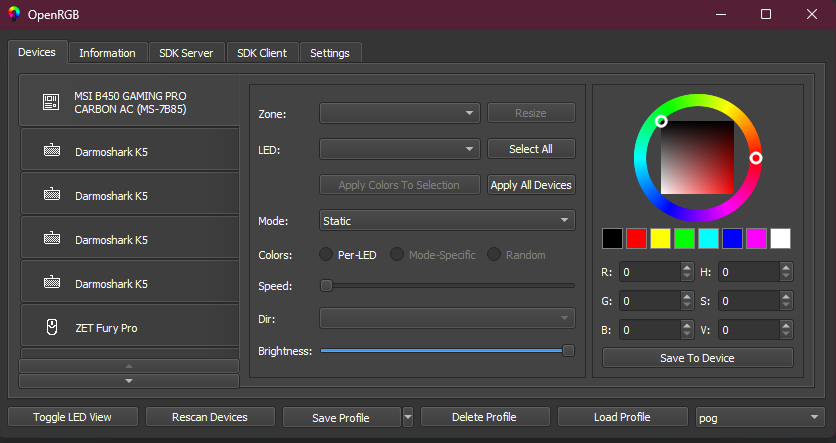 OpenRGB
Devices Information SDK Server SDK Client Settings
MSI B450 GAMING PRO
CARBON AC (MS-7B85)
Darmoshark K5
Darmoshark K5
Darmoshark K5
Darmoshark K5
ZET Fury Pro
Zone: Resize
LED: Select All
Apply Colors To Selection Apply All Devices
Mode: Static
Colors: Per-LED Mode-Specific Random
Speed:
Dir:
Brightness:
R: 0 H: 0
G: 0 S: 0
B: 0 V: 0
Save To Device
Toggle LED View Rescan Devices Save Profile Delete Profile Load Profile pog